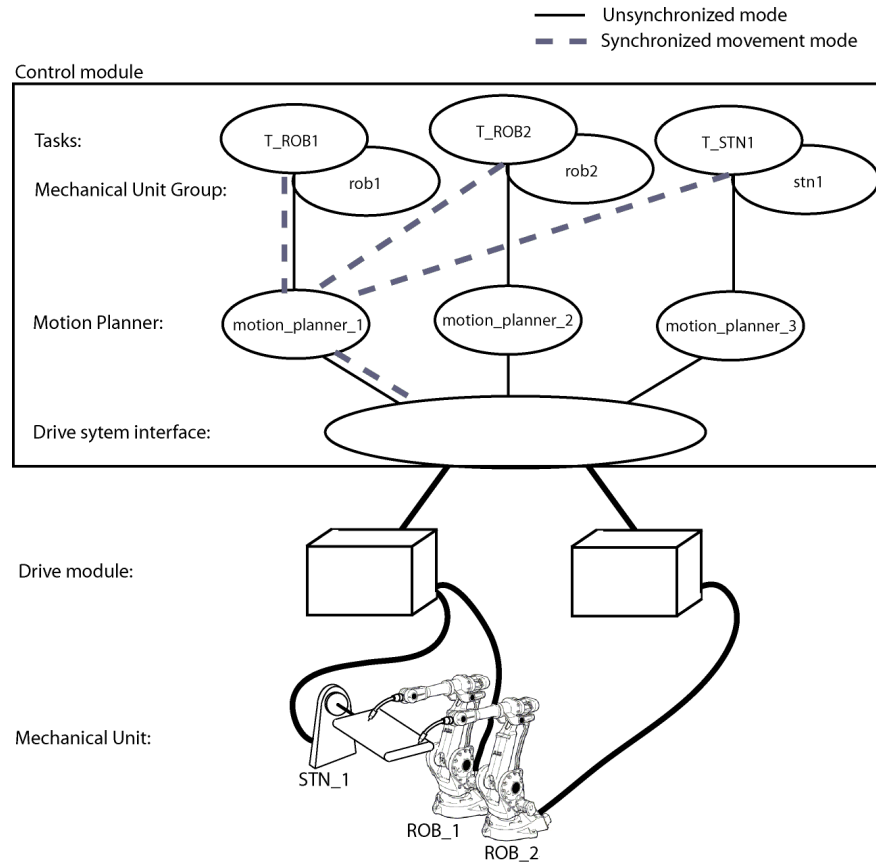 Unsynchronized mode
Synchronized movement mode
Control module
Tasks:
T_ROB1
T_ROB2
T_STN1
Mechanical Unit Group:
rob1
rob2
stn1
Motion Planner:
motion_planner_1
motion_planner_2
motion_planner_3
Drive sytem interface:
Drive module:
Mechanical Unit:
STN_1
ROB_1
ROB_2